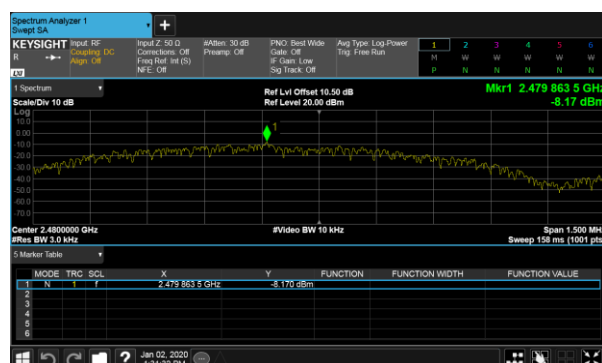 Spectrum Analyzer 1
Swept SA
KEYSIGHT Input: RF Input Z: 50 Ω #Atten: 30 dB PNO: Best Wide Avg Type: Log-Power 1 2 3 4 5 6
R Coupling: DC Corrections: Off Preamp: Off Gate: Off Trig: Free Run M W W W W W
Align: Off Freq Ref: Int (S) IF Gain: Low
NFE: Off Sig Track: Off P N N N N N
LXI
1 Spectrum Ref Lvl Offset 10.50 dB Mkr1 2.479 863 5 GHz
Scale/Div 10 dB Ref Level 20.00 dBm -8.17 dBm
Log
10.0
0.00
1
-10.0
-20.0
-30.0
-40.0
-50.0
-60.0
-70.0
Center 2.4800000 GHz #Video BW 10 kHz Span 1.500 MHz
#Res BW 3.0 kHz Sweep 158 ms (1001 pts)
5 Marker Table
MODE TRC SCL X Y FUNCTION FUNCTION WIDTH FUNCTION VALUE
1 N 1 f 2.479 863 5 GHz -8.170 dBm
2
3
4
5
6
? Jan 02, 2020